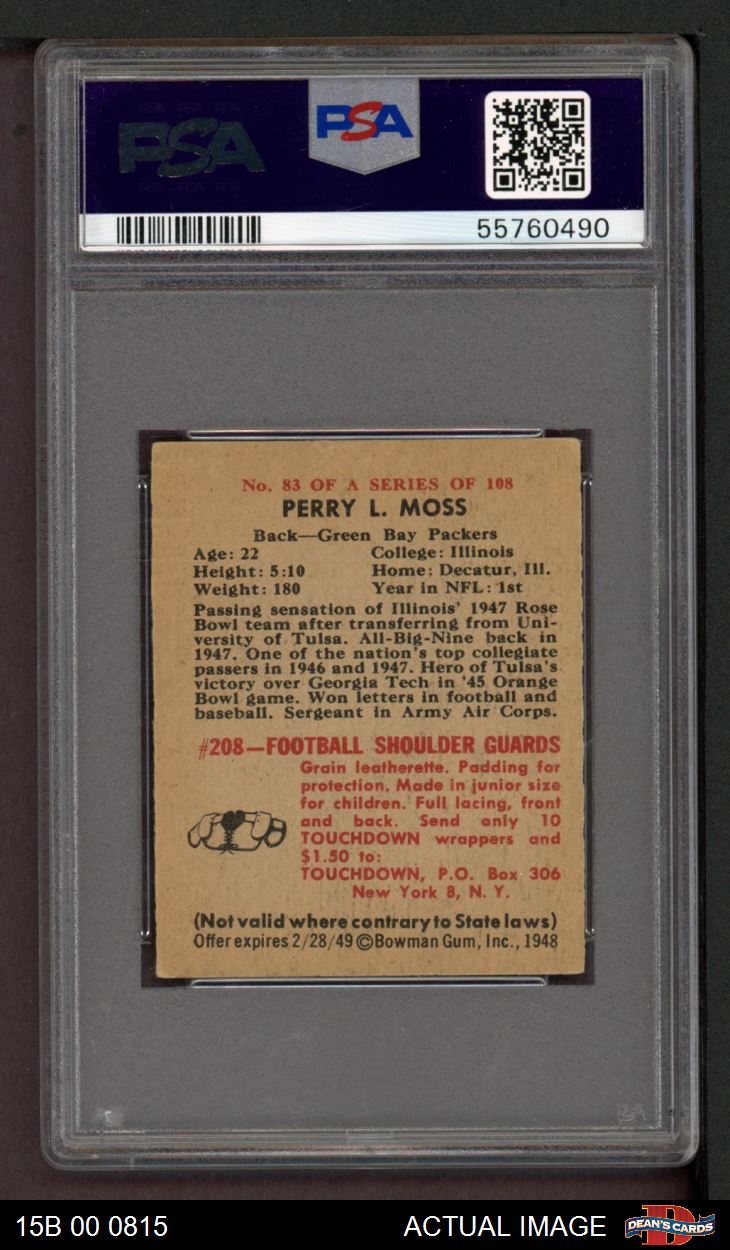 PSA
PSA
55760490
No. 83 OF A SERIES OF 108
PERRY L. MOSS
Back—Green Bay Packers
Age: 22 College: Illinois
Height: 5:10 Home: Decatur, Ill.
Weight: 180 Year in NFL: 1st
Passing sensation of Illinois' 1947 Rose
Bowl team after transferring from Uni-
versity of Tulsa. All-Big-Nine back in
1947. One of the nation's top collegiate
passers in 1946 and 1947. Hero of Tulsa's
victory over Georgia Tech in '45 Orange
Bowl game. Won letters in football and
baseball. Sergeant in Army Air Corps.
#208—FOOTBALL SHOULDER GUARDS
Grain leatherette. Padding for
protection. Made in junior size
for children. Full lacing, front
and back. Send only 10
TOUCHDOWN wrappers and
$1.50 to:
TOUCHDOWN, P.O. Box 306
New York 8, N. Y.
(Not valid where contrary to State laws)
Offer expires 2/28/49 ©Bowman Gum, Inc., 1948
15B 00 0815 ACTUAL IMAGE DEAN'S CARDS